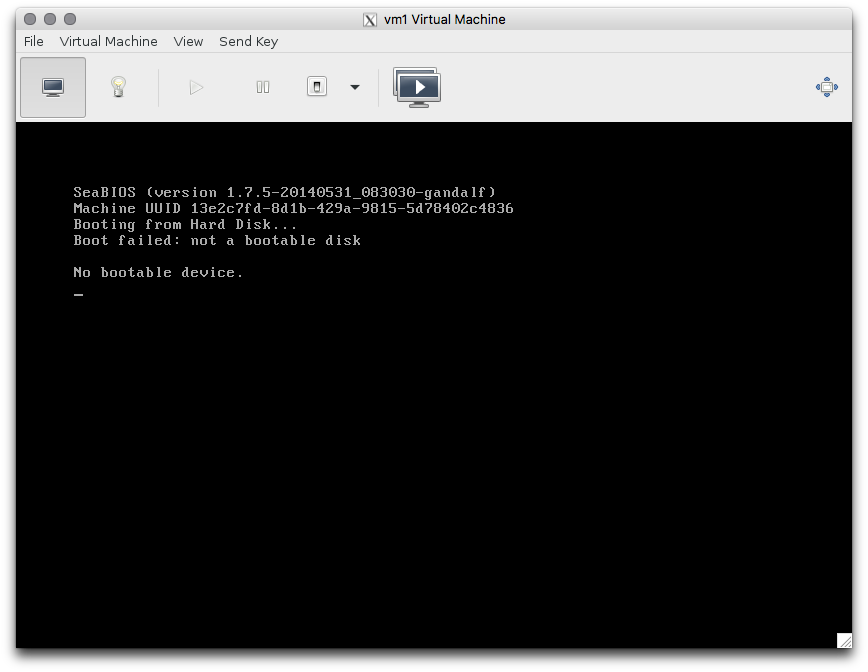 vm1 Virtual Machine
File Virtual Machine View Send Key
SeaBIOS (version 1.7.5-20140531_083030-gandalf)
Machine UUID 13e2c7fd-8d1b-429a-9815-5d78402c4836
Booting from Hard Disk...
Boot failed: not a bootable disk
No bootable device.